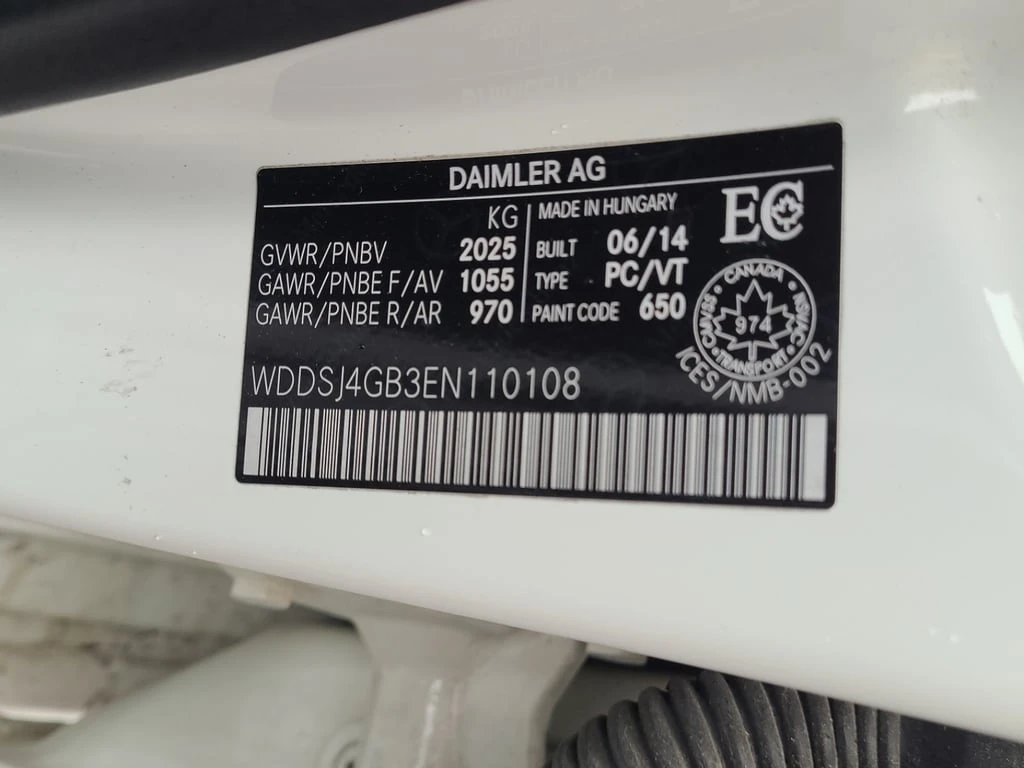 DAIMLER AG
KG
GVWR/PNBV 2025
GAWR/PNBE F/AV 1055
GAWR/PNBE R/AR 970
MADE IN HUNGARY
BUILT 06/14
TYPE PC/VT
PAINT CODE 650
EC
CANADA
974
TRANSPORT
ICES/NMB-002
WDDSJ4GB3EN110108